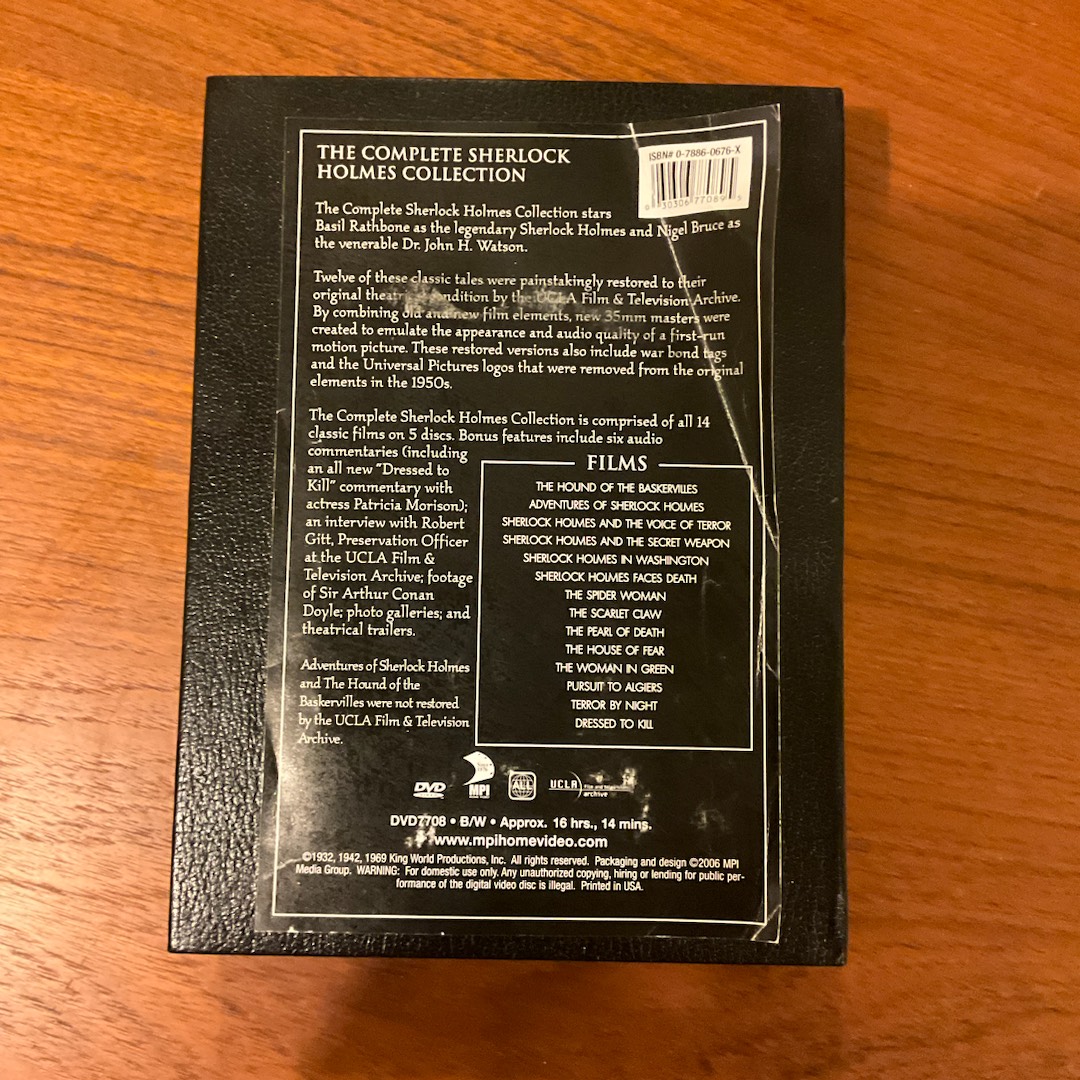 THE COMPLETE SHERLOCK
HOLMES COLLECTION
ISBN# 0-7886-0676-X
0 30306 77089 3
The Complete Sherlock Holmes Collection stars
Basil Rathbone as the legendary Sherlock Holmes and Nigel Bruce as
the venerable Dr. John H. Watson.
Twelve of these classic tales were painstakingly restored to their
original theatrical condition by the UCLA Film & Television Archive.
By combining old and new film elements, new 35mm masters were
created to emulate the appearance and audio quality of a first-run
motion picture. These restored versions also include war bond tags
and the Universal Pictures logos that were removed from the original
elements in the 1950s.
The Complete Sherlock Holmes Collection is comprised of all 14
classic films on 5 discs. Bonus features include six audio
commentaries (including
an all new "Dressed to
Kill" commentary with
actress Patricia Morison);
an interview with Robert
Gitt, Preservation Officer
at the UCLA Film &
Television Archive; footage
of Sir Arthur Conan
Doyle; photo galleries; and
theatrical trailers.
Adventures of Sherlock Holmes
and The Hound of the
Baskervilles were not restored
by the UCLA Film & Television
Archive.
FILMS
THE HOUND OF THE BASKERVILLES
ADVENTURES OF SHERLOCK HOLMES
SHERLOCK HOLMES AND THE VOICE OF TERROR
SHERLOCK HOLMES AND THE SECRET WEAPON
SHERLOCK HOLMES IN WASHINGTON
SHERLOCK HOLMES FACES DEATH
THE SPIDER WOMAN
THE SCARLET CLAW
THE PEARL OF DEATH
THE HOUSE OF FEAR
THE WOMAN IN GREEN
PURSUIT TO ALGIERS
TERROR BY NIGHT
DRESSED TO KILL
DVD
MPI
ALL
UCLA
archive
DVD7708 • B/W • Approx. 16 hrs., 14 mins.
www.mpihomevideo.com
©1932, 1942, 1969 King World Productions, Inc. All rights reserved. Packaging and design ©2006 MPI
Media Group. WARNING: For domestic use only. Any unauthorized copying, hiring or lending for public per-
formance of the digital video disc is illegal. Printed in USA.